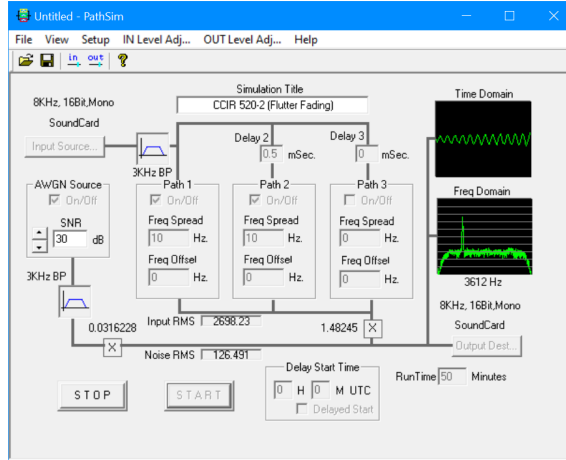 Untitled - PathSim
File View Setup IN Level Adj... OUT Level Adj... Help
in out ?
Simulation Title
CCIR 520-2 (Flutter Fading)
8KHz, 16Bit,Mono
SoundCard
Input Source...
3KHz BP
Delay 2
0.5 mSec.
Delay 3
0 mSec.
Time Domain
AWGN Source
On/Off
SNR
30 dB
3KHz BP
Path 1
On/Off
Freq Spread
10 Hz.
Freq Offset
0 Hz.
Path 2
On/Off
Freq Spread
10 Hz.
Freq Offset
0 Hz.
Path 3
On/Off
Freq Spread
0 Hz.
Freq Offset
0 Hz.
Freq Domain
3612 Hz
8KHz, 16Bit,Mono
SoundCard
Output Dest...
0.0316228
X
Input RMS 2698.23
Noise RMS 126.491
1.48245 X
Delay Start Time
0 H 0 M UTC
Delayed Start
RunTime 50 Minutes
STOP
START